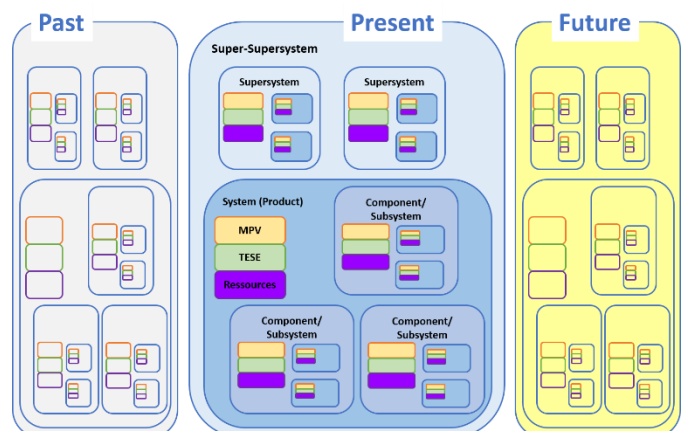 Past
Present
Future
Super-Supersystem
Supersystem
Supersystem
System (Product)
MPV
TESE
Ressources
Component/
Subsystem
Component/
Subsystem
Component/
Subsystem